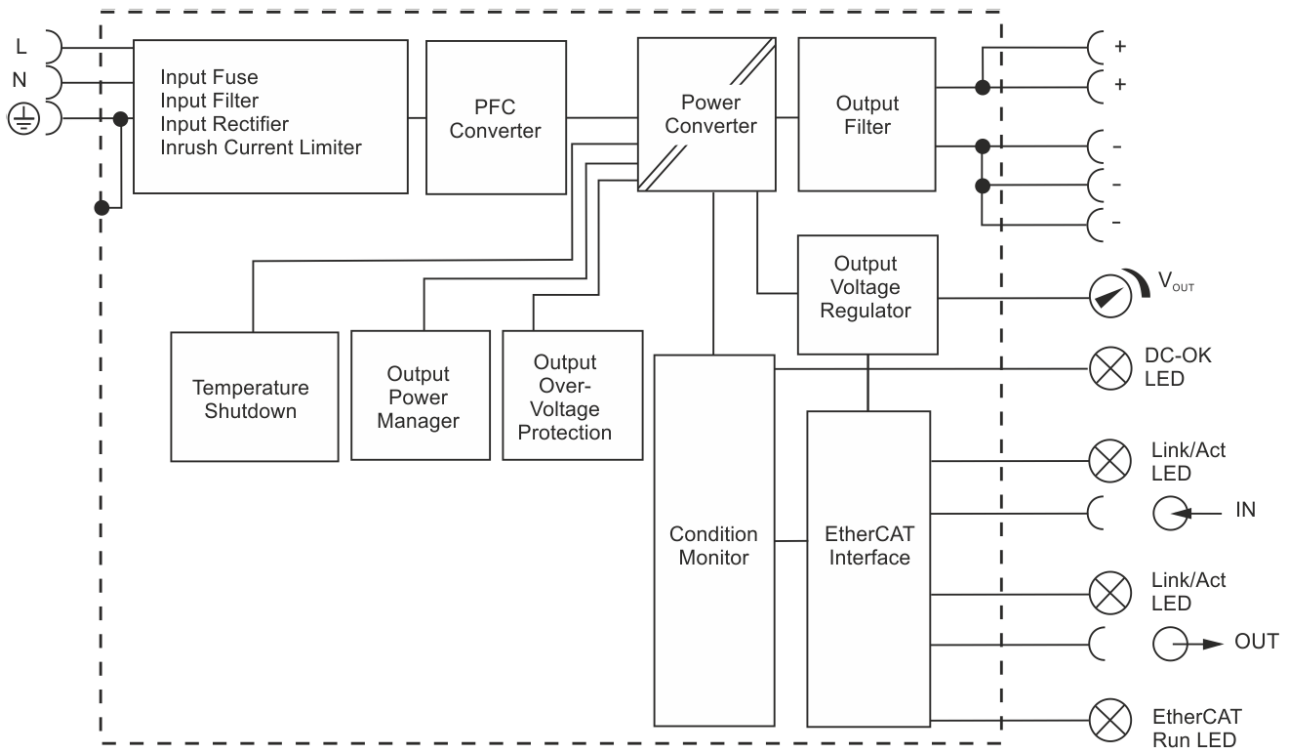 L
N
Input Fuse
Input Filter
Input Rectifier
Inrush Current Limiter
PFC
Converter
Power
Converter
Output
Filter
+
+
-
-
-
Output
Voltage
Regulator
VOUT
DC-OK
LED
Temperature
Shutdown
Output
Power
Manager
Output
Over-
Voltage
Protection
Condition
Monitor
EtherCAT
Interface
Link/Act
LED
IN
Link/Act
LED
OUT
EtherCAT
Run LED